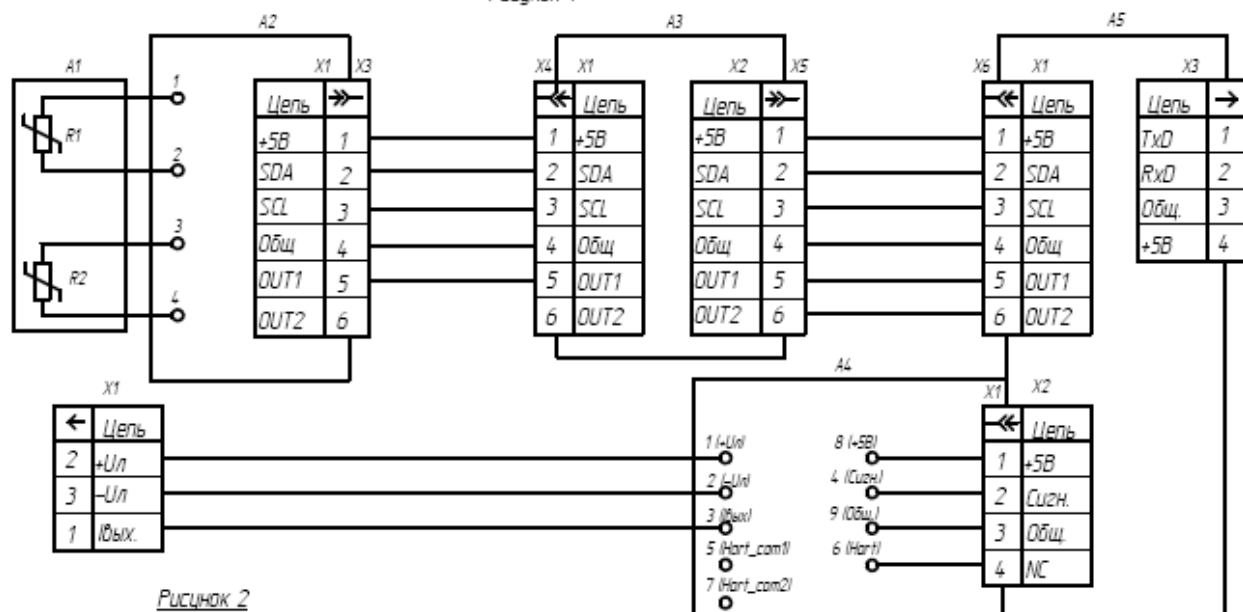 A2
A3
A5
A1
X1 X3
X4 X1
X2 X5
X6 X1
X3
1
Цепь
Цепь
Цепь
Цепь
Цепь
R1
+5В 1
1 +5В
+5В 1
1 +5В
TxD 1
2
SDA 2
2 SDA
SDA 2
2 SDA
RxD 2
3
SCL 3
3 SCL
SCL 3
3 SCL
Общ. 3
Общ 4
4 Общ
Общ 4
4 Общ
+5В 4
R2
4
OUT1 5
5 OUT1
OUT1 5
5 OUT1
OUT2 6
6 OUT2
OUT2 6
6 OUT2
X1
A4
X1 X2
Цепь
Цепь
2 +Uл
1 (+Uл)
8 (+5В)
1 +5В
3 -Uл
2 (-Uл)
4 (Сигн.)
2 Сигн.
1 Iвых.
3 (Iвых)
9 (Общ.)
3 Общ.
5 (Hart_com1)
6 (Hart)
4 NC
7 (Hart_com2)
Рисунок 2